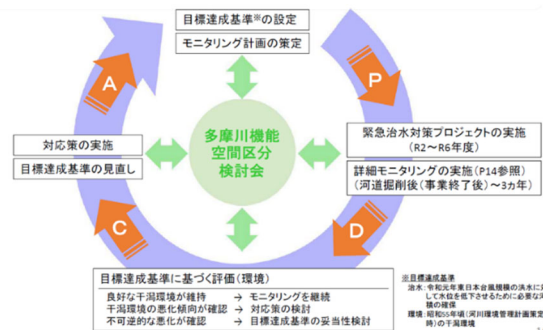 目標達成基準※の設定
モニタリング計画の策定
A
P
多摩川機能
空間区分
検討会
対応策の実施
目標達成基準の見直し
緊急治水対策プロジェクトの実施
(R2～R6年度)
詳細モニタリングの実施(P14参照)
(河道掘削後(事業終了後)～3カ年)
C
D
目標達成基準に基づく評価(環境)
良好な干潟環境が維持 → モニタリングを継続
干潟環境の悪化傾向が確認 → 対応策の検討
不可逆的な悪化が確認 → 目標達成基準の妥当性検討
※目標達成基準
治水:令和元年東日本台風規模の洪水に
して水位を低下させるために必要な
積の確保
環境:昭和55年頃(河川環境管理計画策定
時)の干潟環境